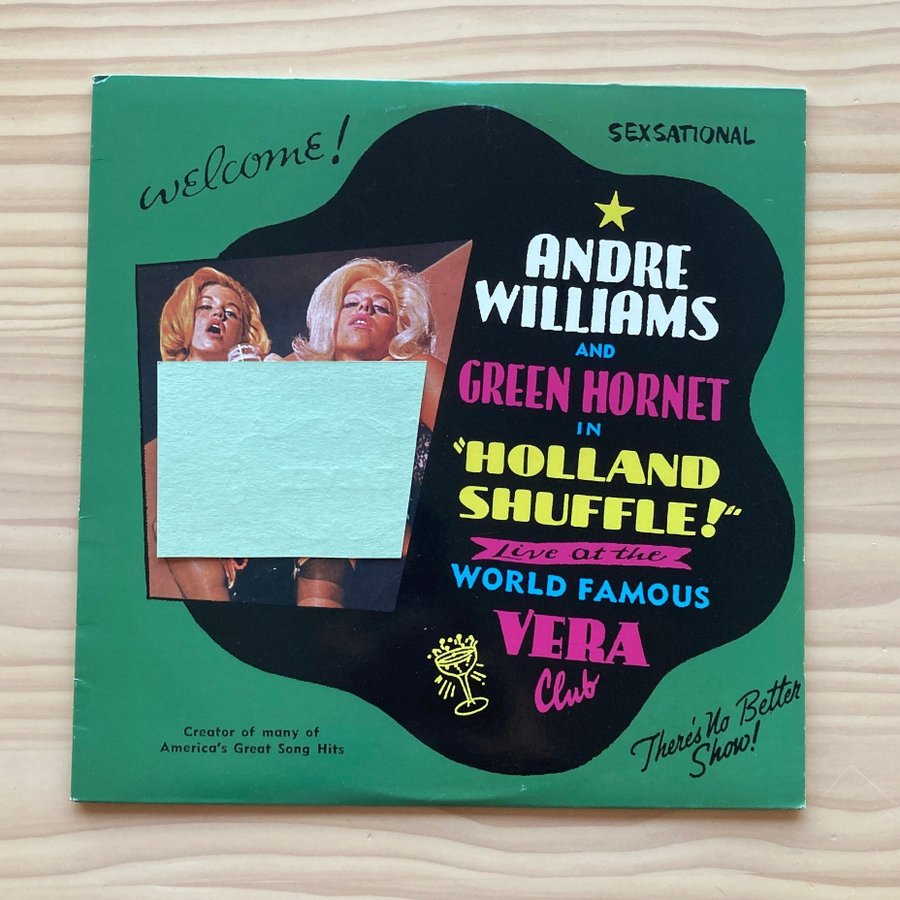 welcome!
SEXSATIONAL
ANDRE
WILLIAMS
AND
GREEN HORNET
IN
"HOLLAND
SHUFFLE!"
Live at the
WORLD FAMOUS
VERA
Club
Creator of many of
America's Great Song Hits
There's No Better
Show!